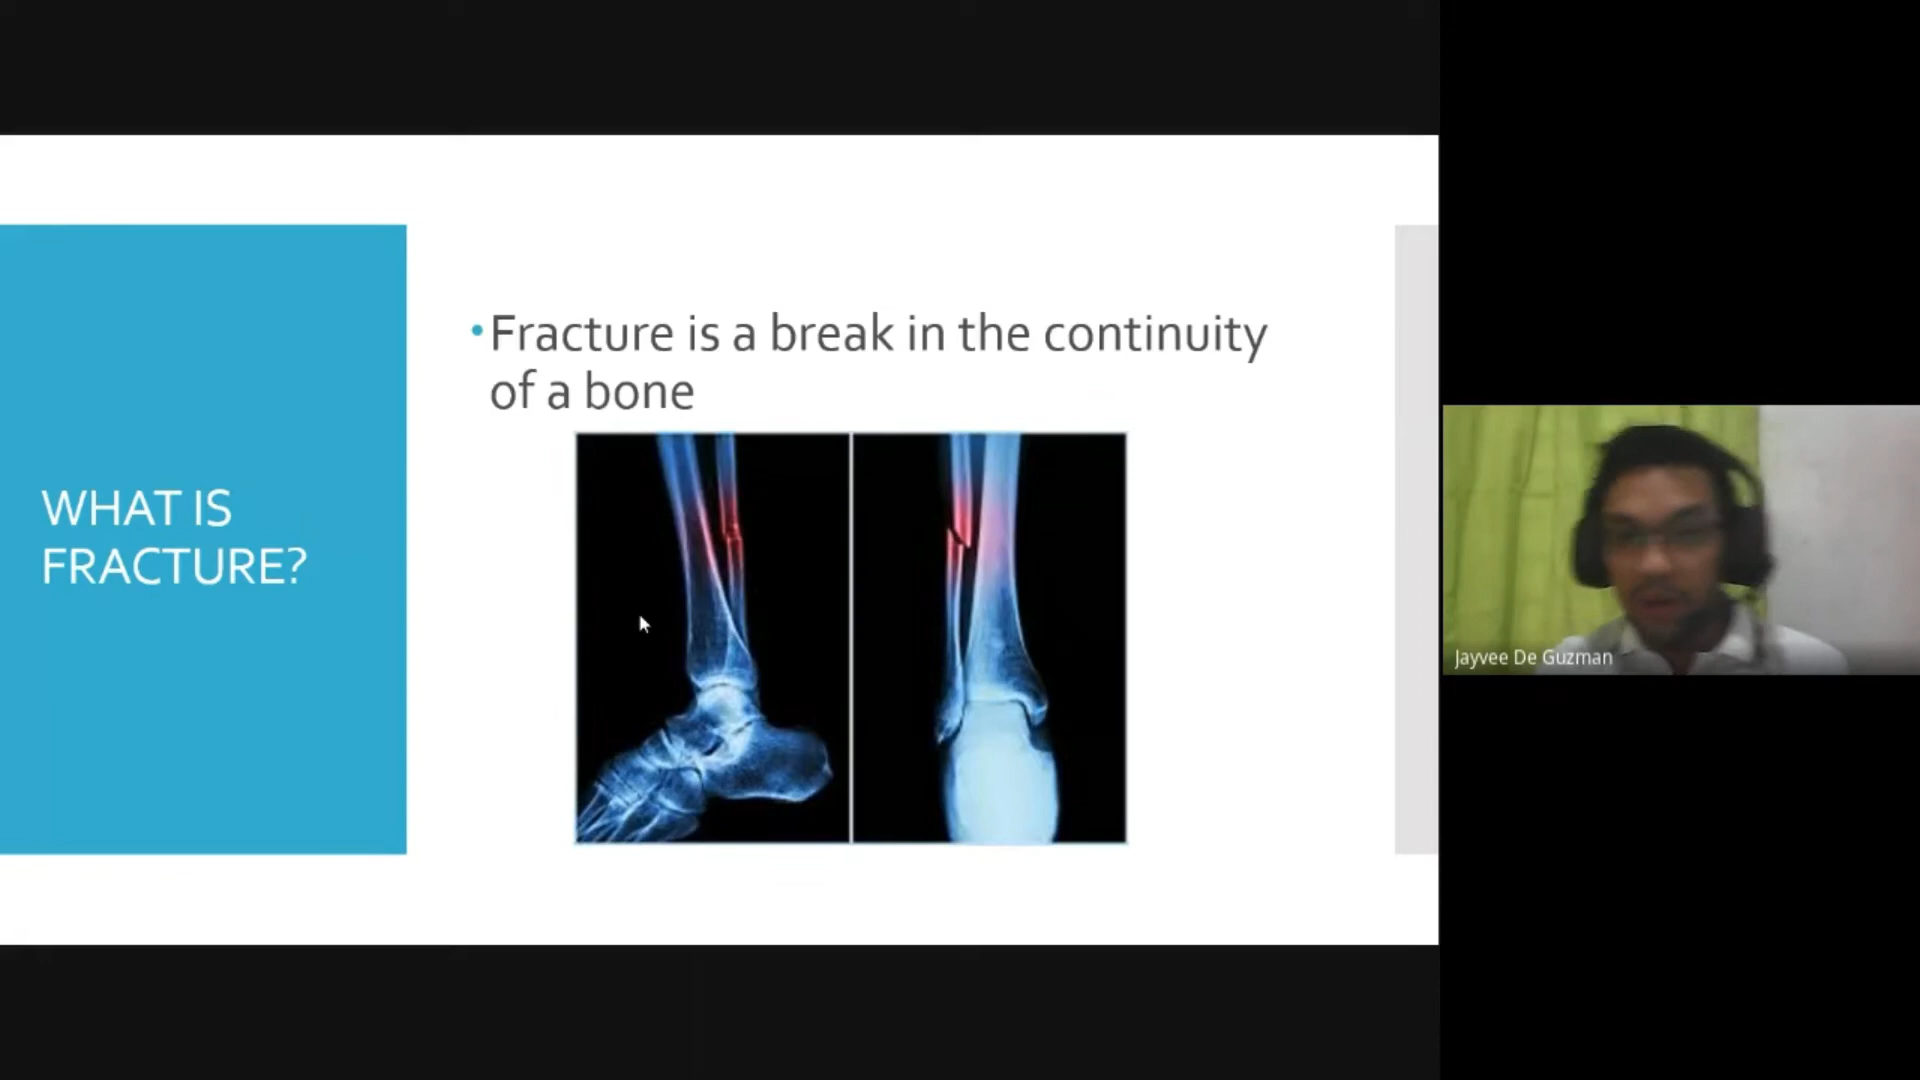 WHAT IS
FRACTURE?
•Fracture is a break in the continuity
of a bone
Jayvee De Guzman